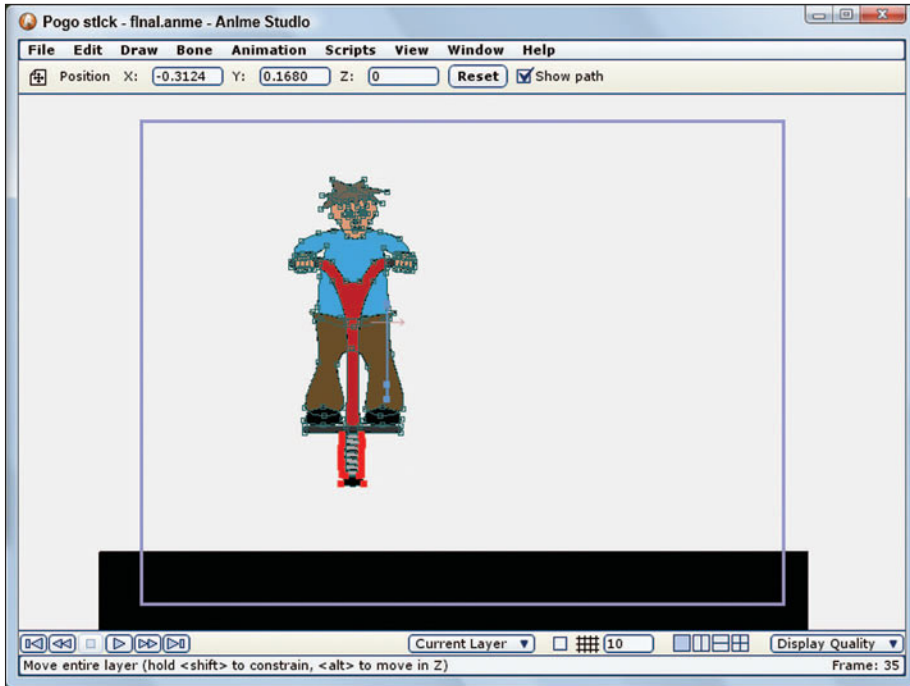 Pogo stick - final.anme - Anime Studio
File Edit Draw Bone Animation Scripts View Window Help
Position X: -0.3124 Y: 0.1680 Z: 0 Reset Show path
Current Layer 10 Display Quality
Move entire layer (hold <shift> to constrain, <alt> to move in Z) Frame: 35